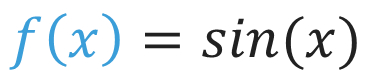 f(x) = sin(x)